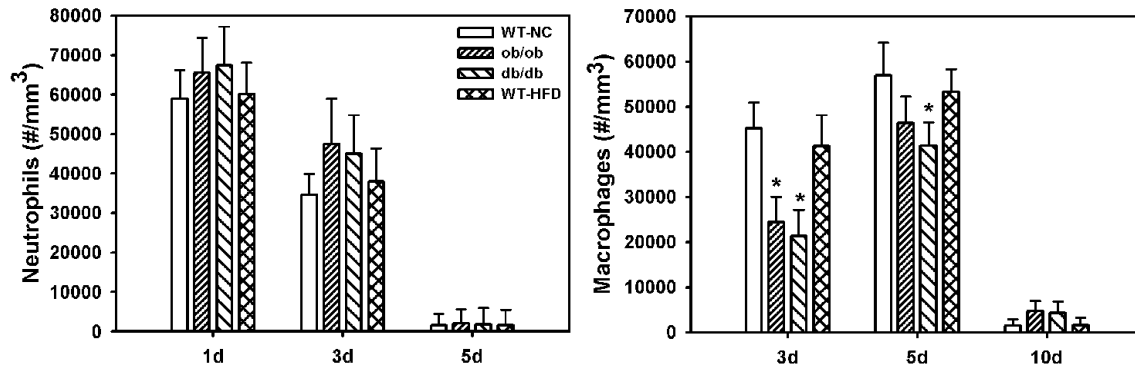 80000
70000
60000
50000
40000
30000
20000
10000
0
Neutrophils (#/mm³)
WT-NC
ob/ob
db/db
WT-HFD
1d 3d 5d
70000
60000
50000
40000
30000
20000
10000
0
Macrophages (#/mm³)
* * *
3d 5d 10d